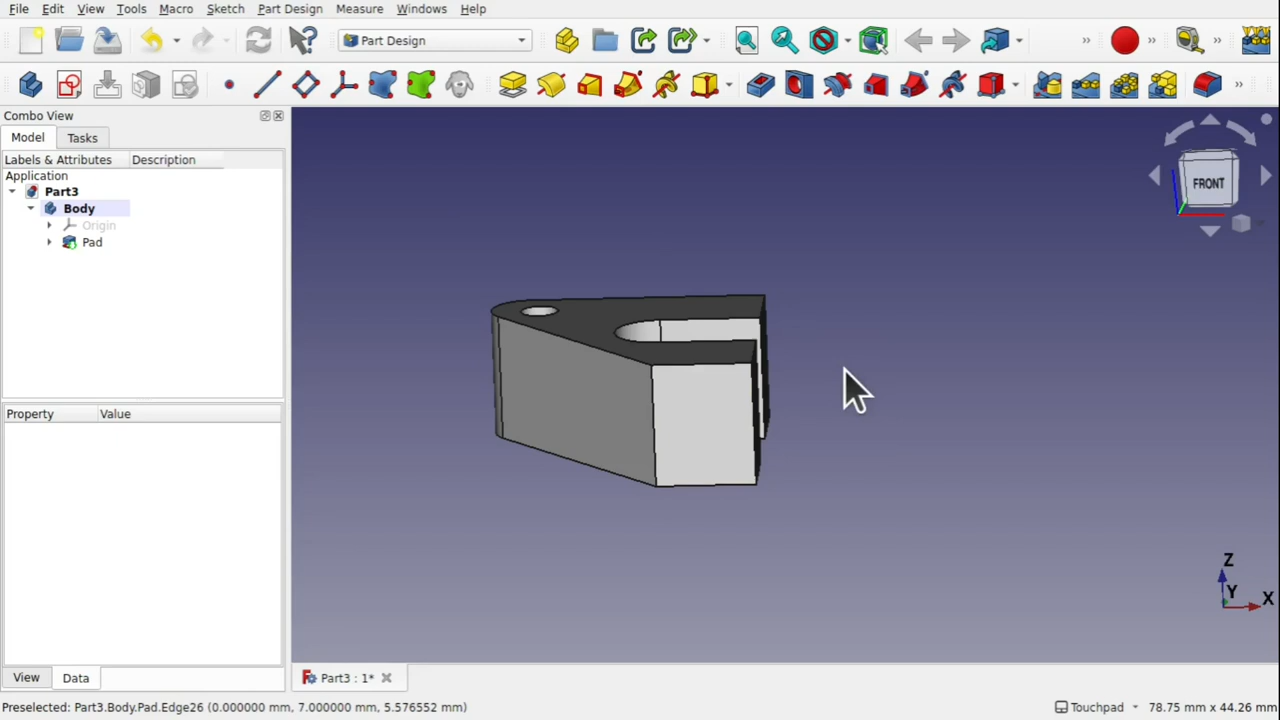 File Edit View Tools Macro Sketch Part Design Measure Windows Help
Part Design
Combo View
Model Tasks
Labels & Attributes Description
Application
Part3
Body
Origin
Pad
Property Value
View Data
FRONT
Z
Y
X
Part3 : 1*
Preselected: Part3.Body.Pad.Edge26 (0.000000 mm, 7.000000 mm, 5.576552 mm)
Touchpad 78.75 mm x 44.26 mm